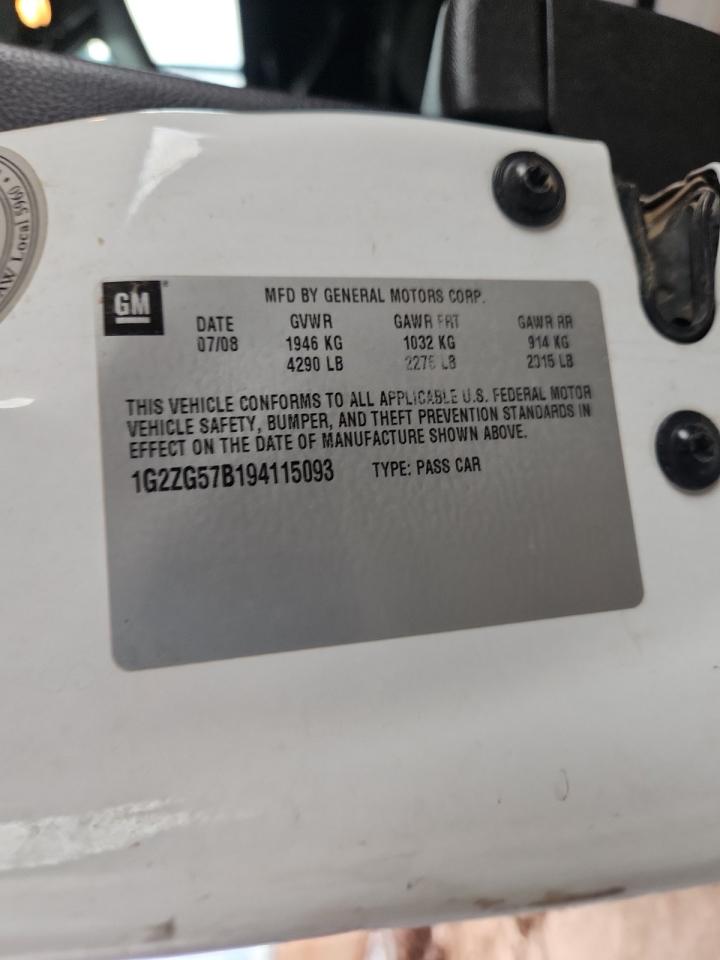 W Local 5960
GM
MFD BY GENERAL MOTORS CORP.
DATE GVWR GAWR FRT GAWR RR
07/08 1946 KG 1032 KG 914 KG
4290 LB 2275 LB 2015 LB
THIS VEHICLE CONFORMS TO ALL APPLICABLE U.S. FEDERAL MOTOR
VEHICLE SAFETY, BUMPER, AND THEFT PREVENTION STANDARDS IN
EFFECT ON THE DATE OF MANUFACTURE SHOWN ABOVE.
1G2ZG57B194115093 TYPE: PASS CAR